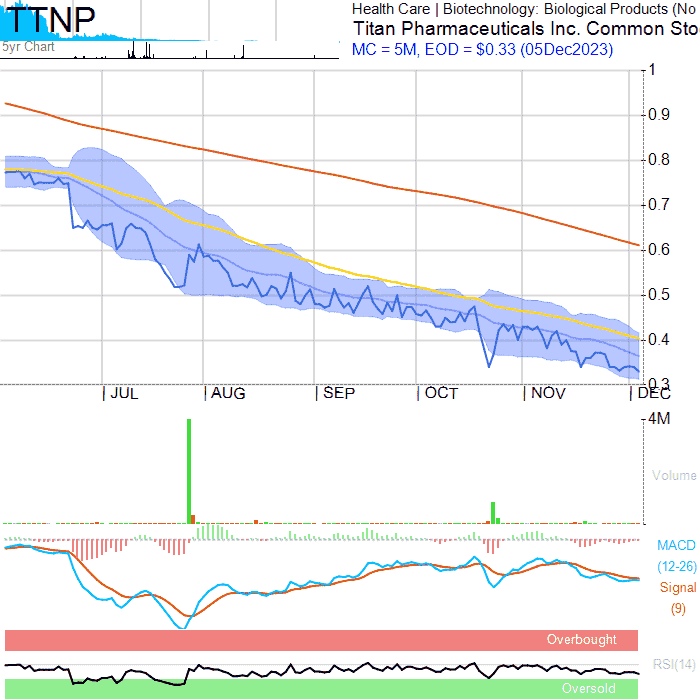 TTNP
Health Care | Biotechnology: Biological Products (No
5yr Chart
Titan Pharmaceuticals Inc. Common Sto
MC = 5M, EOD = $0.33 (05Dec2023)
1
0.9
0.8
0.7
0.6
0.5
0.4
0.3
JUL AUG SEP OCT NOV DEC
4M
Volume
MACD
(12-26)
Signal
(9)
Overbought
RSI(14)
Oversold